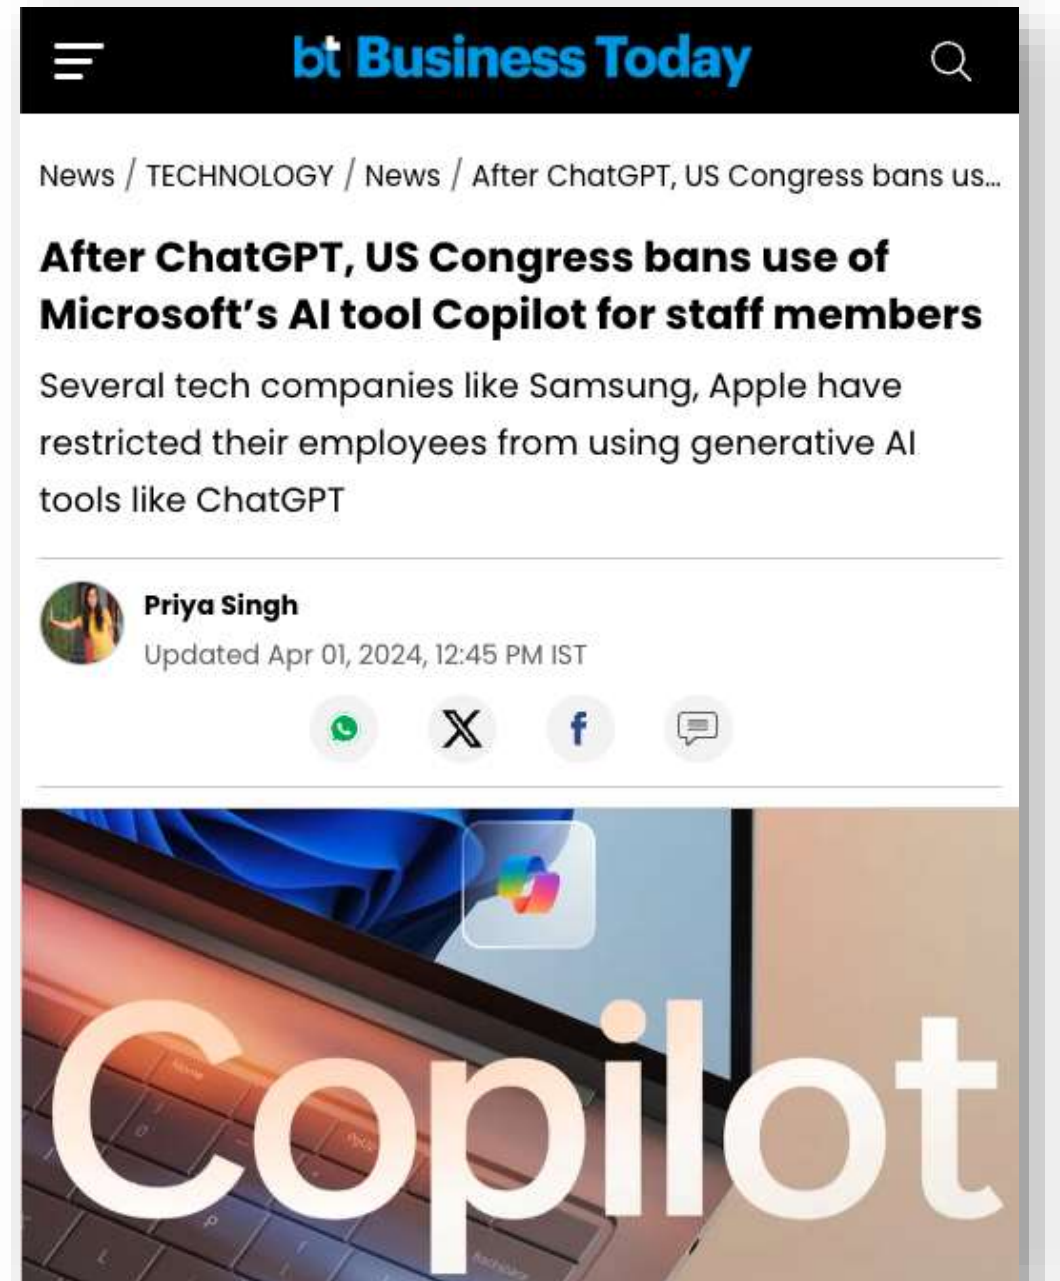 bt Business Today
News / TECHNOLOGY / News / After ChatGPT, US Congress bans us...
After ChatGPT, US Congress bans use of
Microsoft's AI tool Copilot for staff members
Several tech companies like Samsung, Apple have
restricted their employees from using generative AI
tools like ChatGPT
Priya Singh
Updated Apr 01, 2024, 12:45 PM IST
Copilot